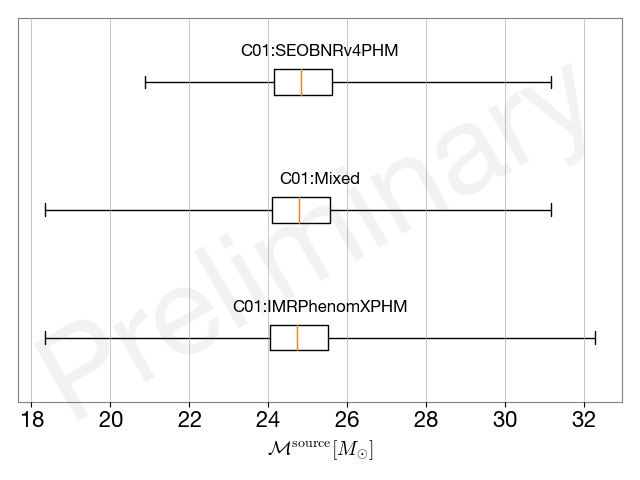 C01:SEOBNRv4PHM
C01:Mixed
C01:IMRPhenomXPHM
Preliminary
18 20 22 24 26 28 30 32
𝓜^source[M_⊙]